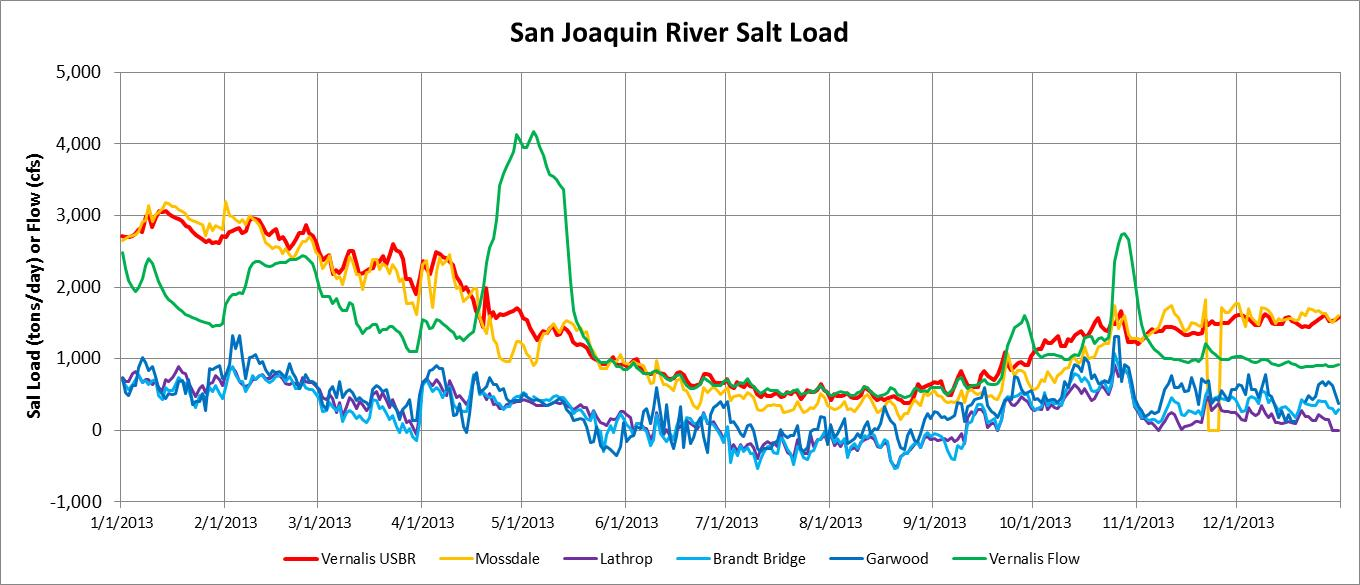 San Joaquin River Salt Load
Sal Load (tons/day) or Flow (cfs)
5,000
4,000
3,000
2,000
1,000
0
-1,000
1/1/2013 2/1/2013 3/1/2013 4/1/2013 5/1/2013 6/1/2013 7/1/2013 8/1/2013 9/1/2013 10/1/2013 11/1/2013 12/1/2013
Vernalis USBR Mossdale Lathrop Brandt Bridge Garwood Vernalis Flow